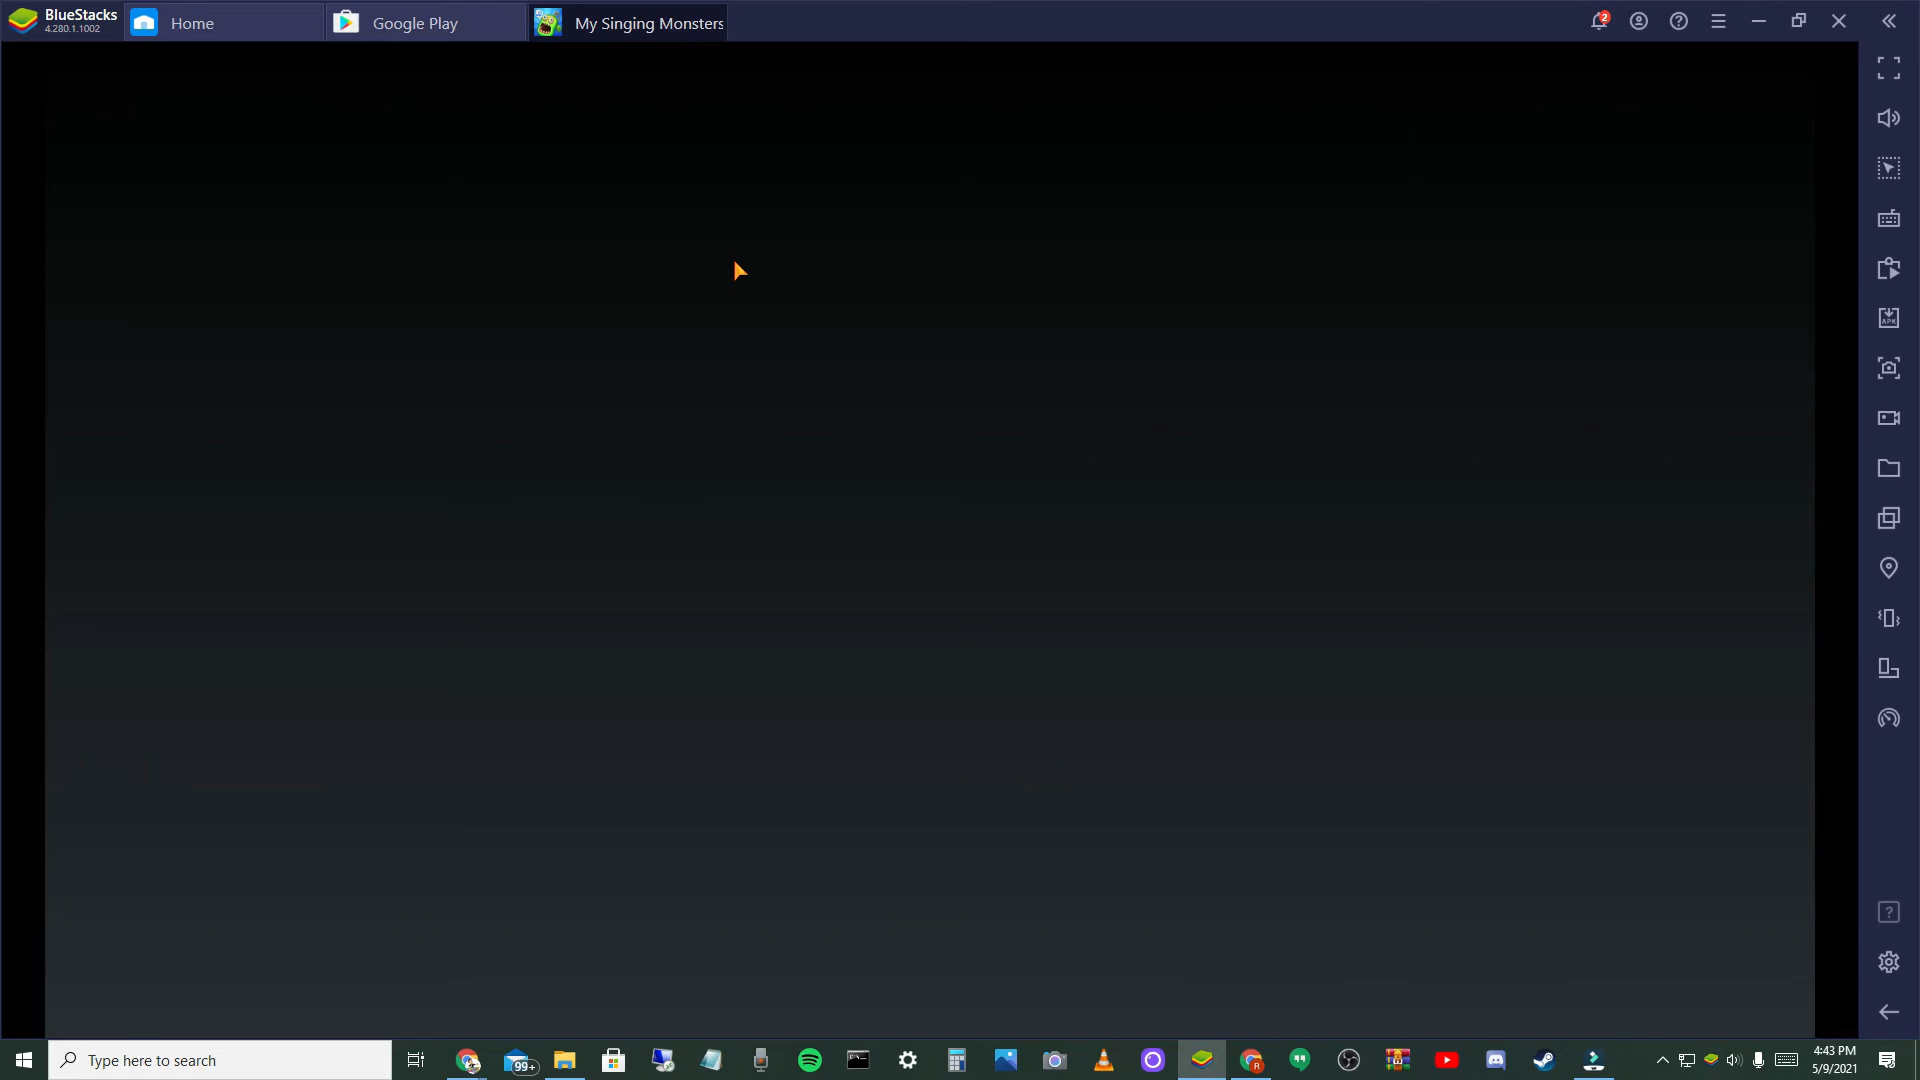 BlueStacks
4.280.1.1002
Home
Google Play
My Singing Monsters
2
APK
?
Type here to search
99+
R
4:43 PM
5/9/2021